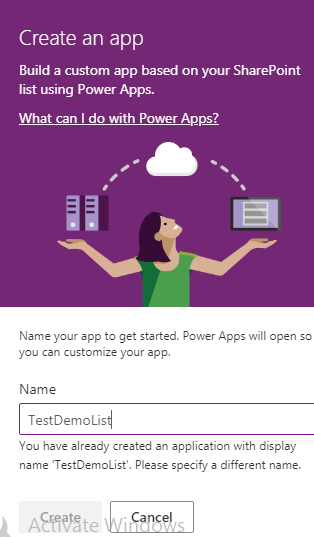 Create an app
Build a custom app based on your SharePoint
list using Power Apps.
What can I do with Power Apps?
Name your app to get started. Power Apps will open so
you can customize your app.
Name
TestDemoList
You have already created an application with display
name 'TestDemoList'. Please specify a different name.
Create
Cancel
Activate Windows